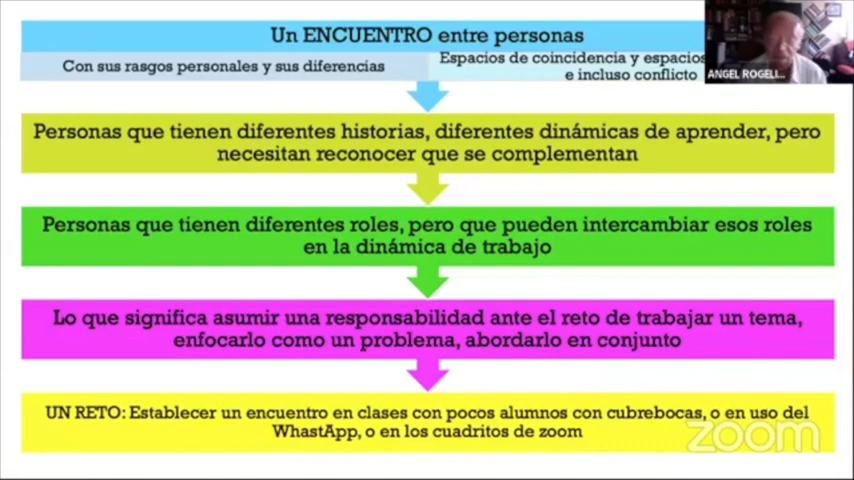 Un ENCUENTRO entre personas
Con sus rasgos personales y sus diferencias
Espacios de coincidencia y espacios
e incluso conflicto
ANGEL ROGELI...
Personas que tienen diferentes historias, diferentes dinámicas de aprender, pero
necesitan reconocer que se complementan
Personas que tienen diferentes roles, pero que pueden intercambiar esos roles
en la dinámica de trabajo
Lo que significa asumir una responsabilidad ante el reto de trabajar un tema,
enfocarlo como un problema, abordarlo en conjunto
UN RETO: Establecer un encuentro en clases con pocos alumnos con cubrebocas, o en uso del
WhastApp, o en los cuadritos de zoom
zoom